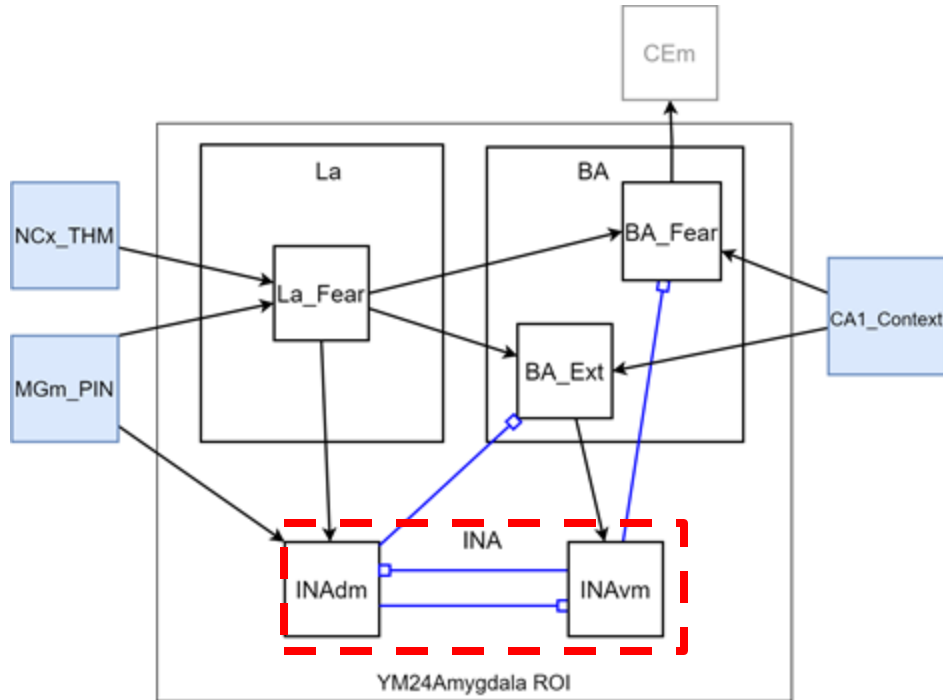 CEm
La
BA
NCx_THM
BA_Fear
La_Fear
CA1_Context
BA_Ext
MGm_PIN
INA
INAdm
INAvm
YM24Amygdala ROI